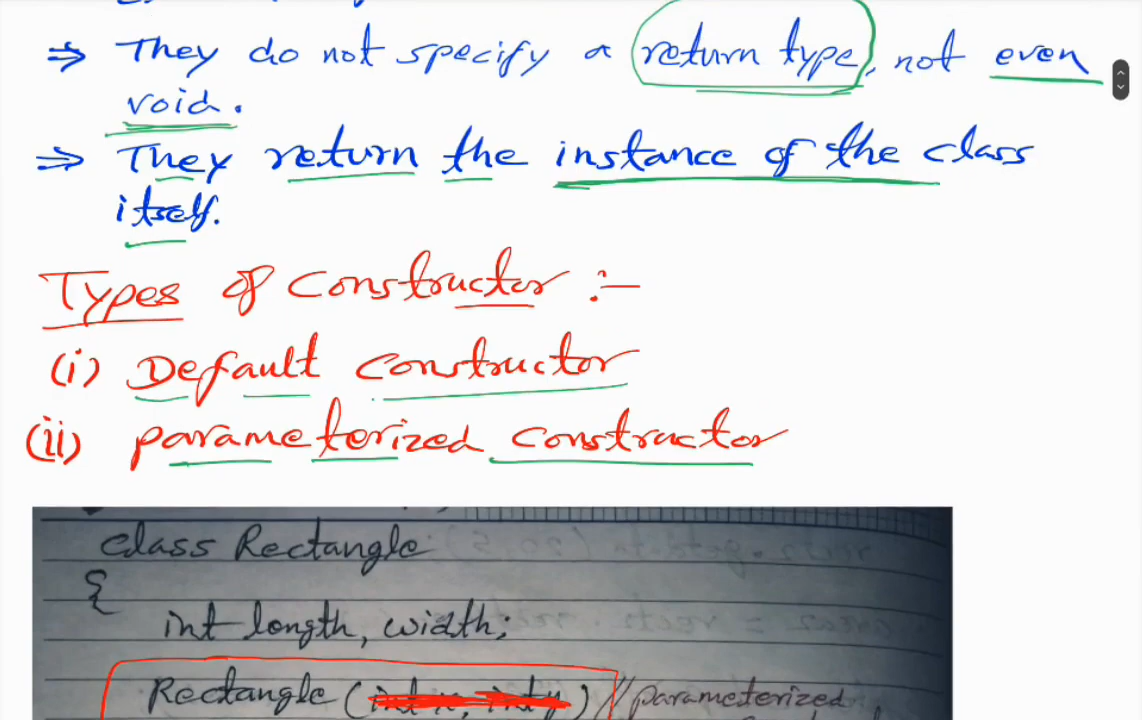 ⇒ They do not specify a return type, not even
void.
⇒ They return the instance of the class
itself.
Types of Constructor :-
(i) Default constructor
(ii) parameterized constructor
class Rectangle
{
int length, width;
Rectangle ( ) // parameterized